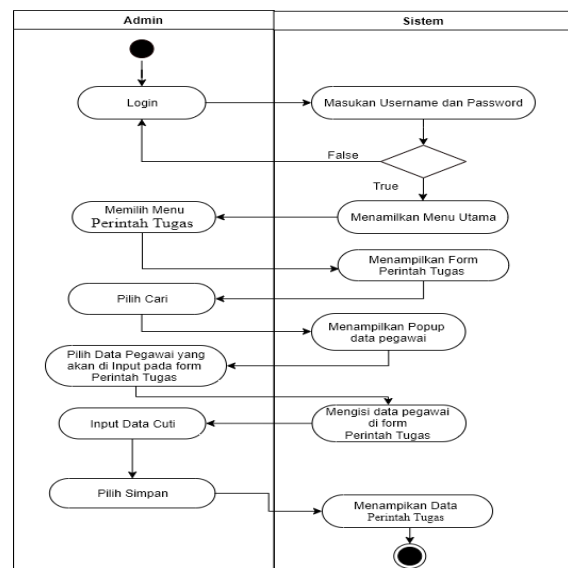 Admin
Sistem
Login
Masukan Username dan Password
False
True
Memilih Menu
Perintah Tugas
Menamilkan Menu Utama
Menampilkan Form
Perintah Tugas
Pilih Cari
Menampilkan Popup
data pegawai
Pilih Data Pegawai yang
akan di Input pada form
Perintah Tugas
Mengisi data pegawai
di form
Perintah Tugas
Input Data Cuti
Pilih Simpan
Menampikan Data
Perintah Tugas